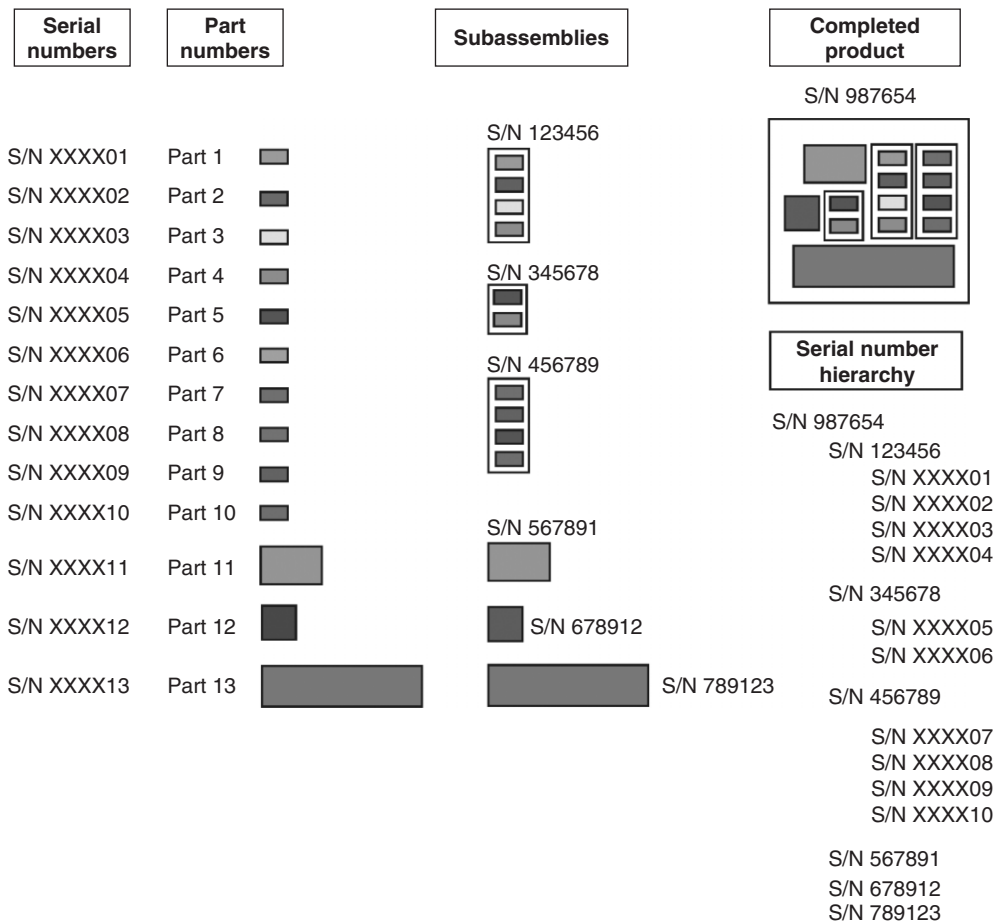 Serial
numbers
Part
numbers
Subassemblies
Completed
product
S/N XXXX01 Part 1
S/N XXXX02 Part 2
S/N XXXX03 Part 3
S/N XXXX04 Part 4
S/N XXXX05 Part 5
S/N XXXX06 Part 6
S/N XXXX07 Part 7
S/N XXXX08 Part 8
S/N XXXX09 Part 9
S/N XXXX10 Part 10
S/N XXXX11 Part 11
S/N XXXX12 Part 12
S/N XXXX13 Part 13
S/N 123456
S/N 345678
S/N 456789
S/N 567891
S/N 678912
S/N 789123
S/N 987654
Serial number
hierarchy
S/N 987654
S/N 123456
S/N XXXX01
S/N XXXX02
S/N XXXX03
S/N XXXX04
S/N 345678
S/N XXXX05
S/N XXXX06
S/N 456789
S/N XXXX07
S/N XXXX08
S/N XXXX09
S/N XXXX10
S/N 567891
S/N 678912
S/N 789123